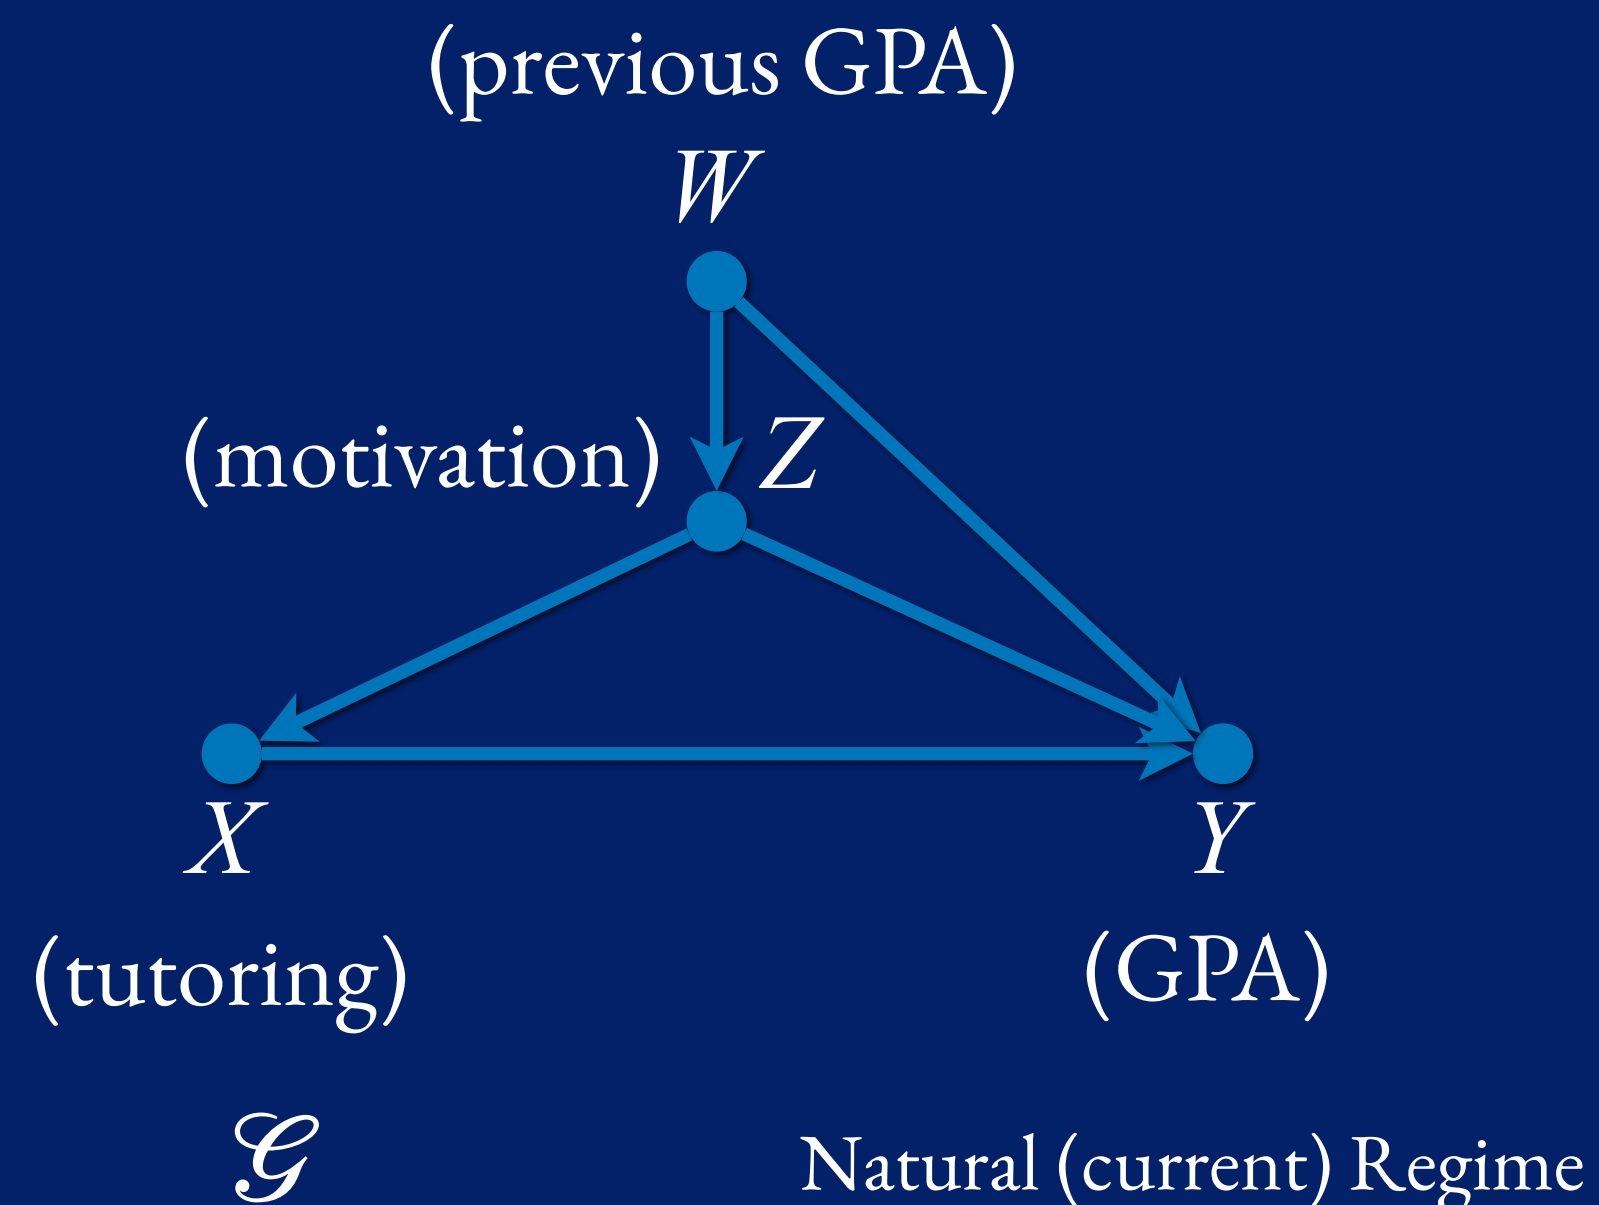 (previous GPA)
W
(motivation) Z
X
Y
(tutoring)
(GPA)
𝒢
Natural (current) Regime